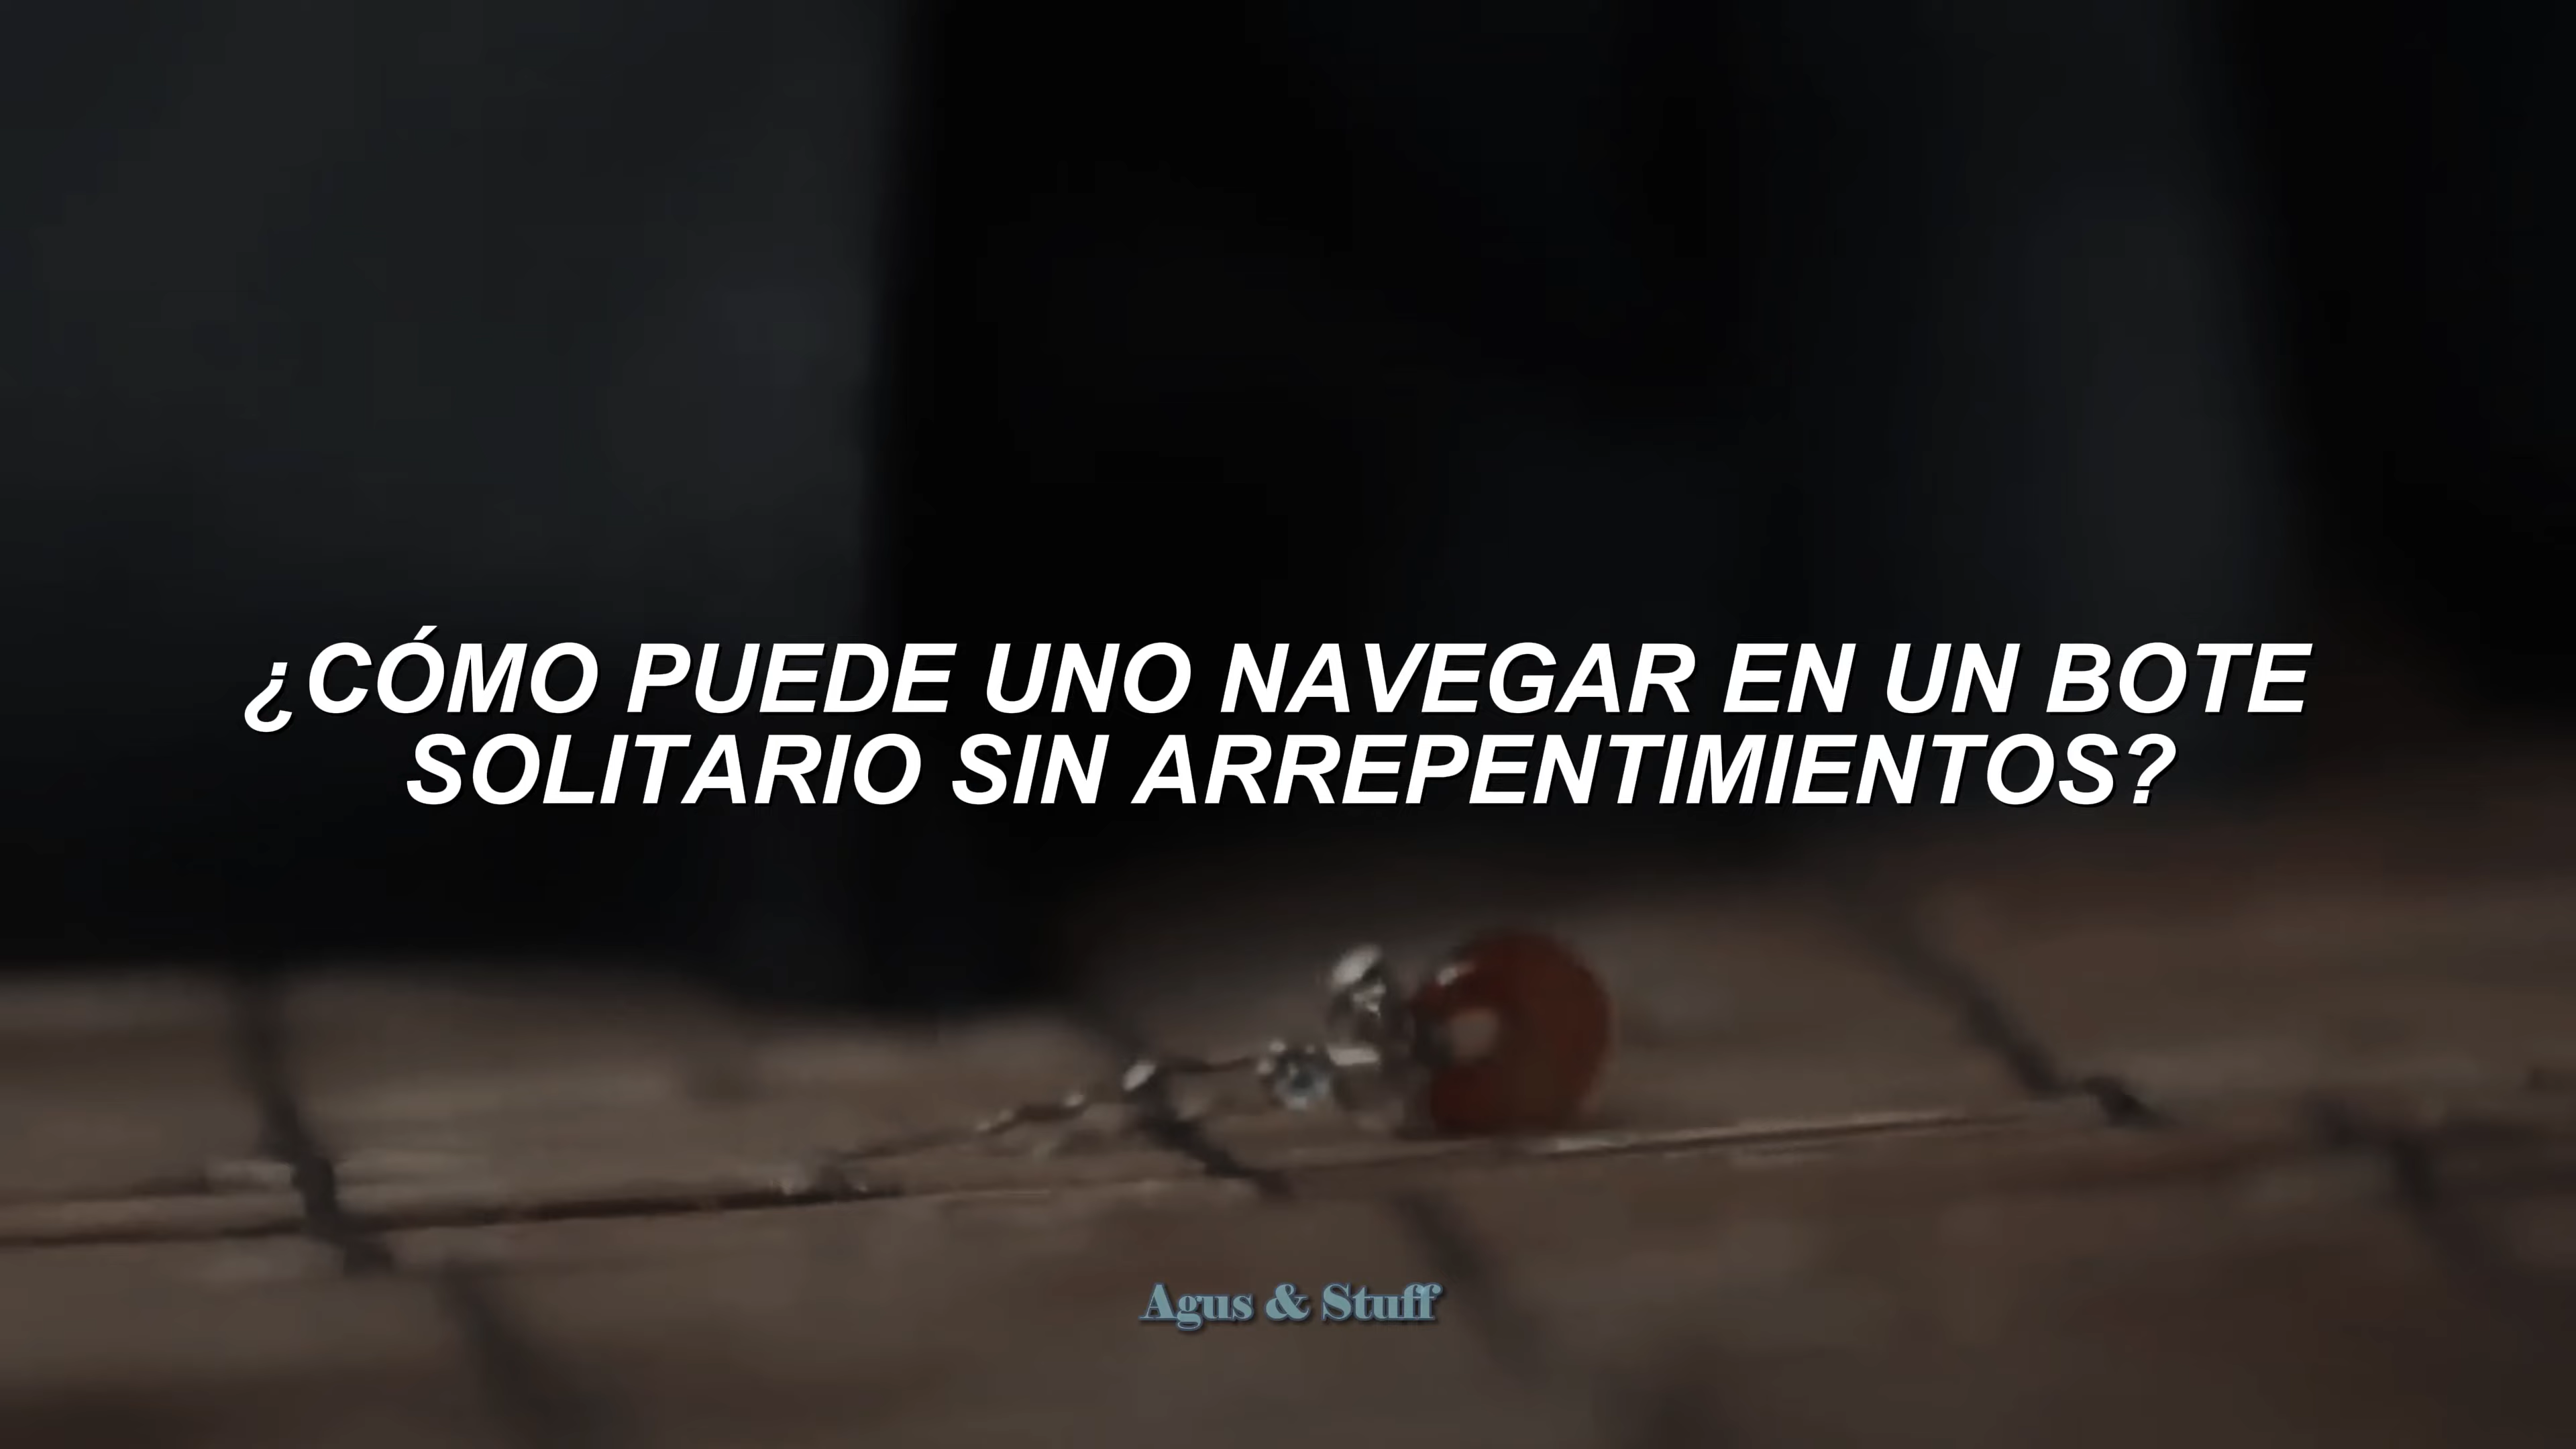 ¿CÓMO PUEDE UNO NAVEGAR EN UN BOTE
SOLITARIO SIN ARREPENTIMIENTOS?
Agus & Stuff